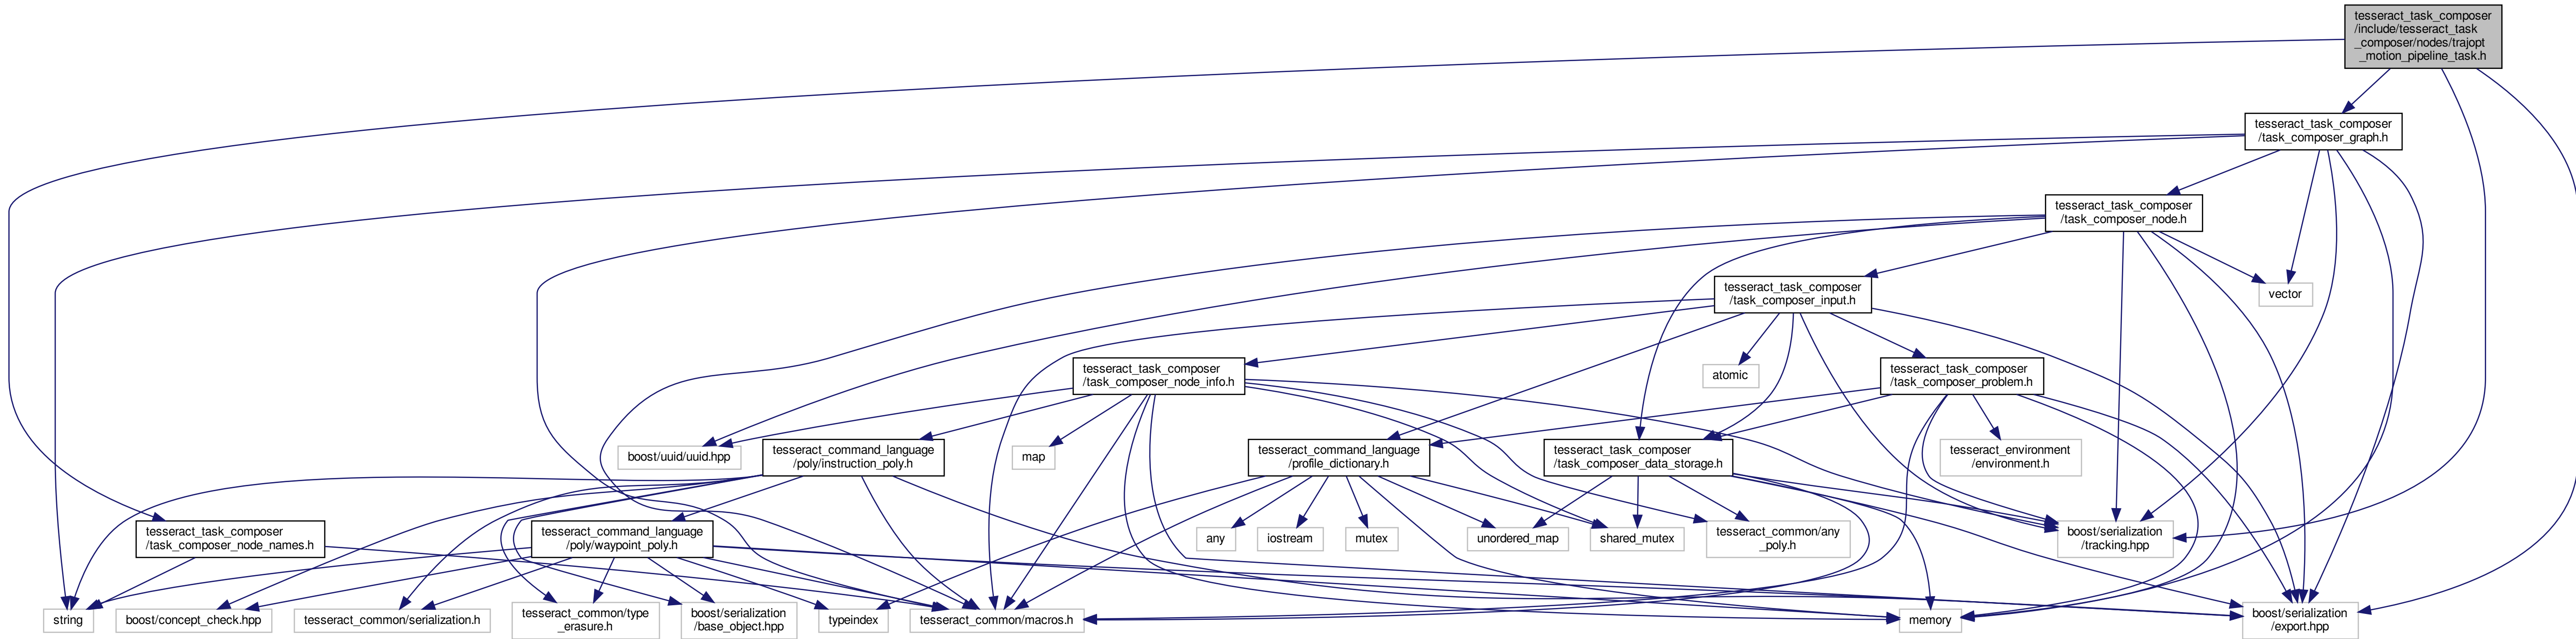 tesseract_task_composer
/include/tesseract_task
_composer/nodes/trajopt
_motion_pipeline_task.h
tesseract_task_composer
/task_composer_graph.h
tesseract_task_composer
/task_composer_node.h
tesseract_task_composer
/task_composer_input.h
vector
tesseract_task_composer
/task_composer_node_info.h
atomic
tesseract_task_composer
/task_composer_problem.h
boost/uuid/uuid.hpp
tesseract_command_language
/poly/instruction_poly.h
map
tesseract_command_language
/profile_dictionary.h
tesseract_task_composer
/task_composer_data_storage.h
tesseract_environment
/environment.h
tesseract_task_composer
/task_composer_node_names.h
tesseract_command_language
/poly/waypoint_poly.h
any
iostream
mutex
unordered_map
shared_mutex
tesseract_common/any
_poly.h
boost/serialization
/tracking.hpp
string
boost/concept_check.hpp
tesseract_common/serialization.h
tesseract_common/type
_erasure.h
boost/serialization
/base_object.hpp
typeindex
tesseract_common/macros.h
memory
boost/serialization
/export.hpp